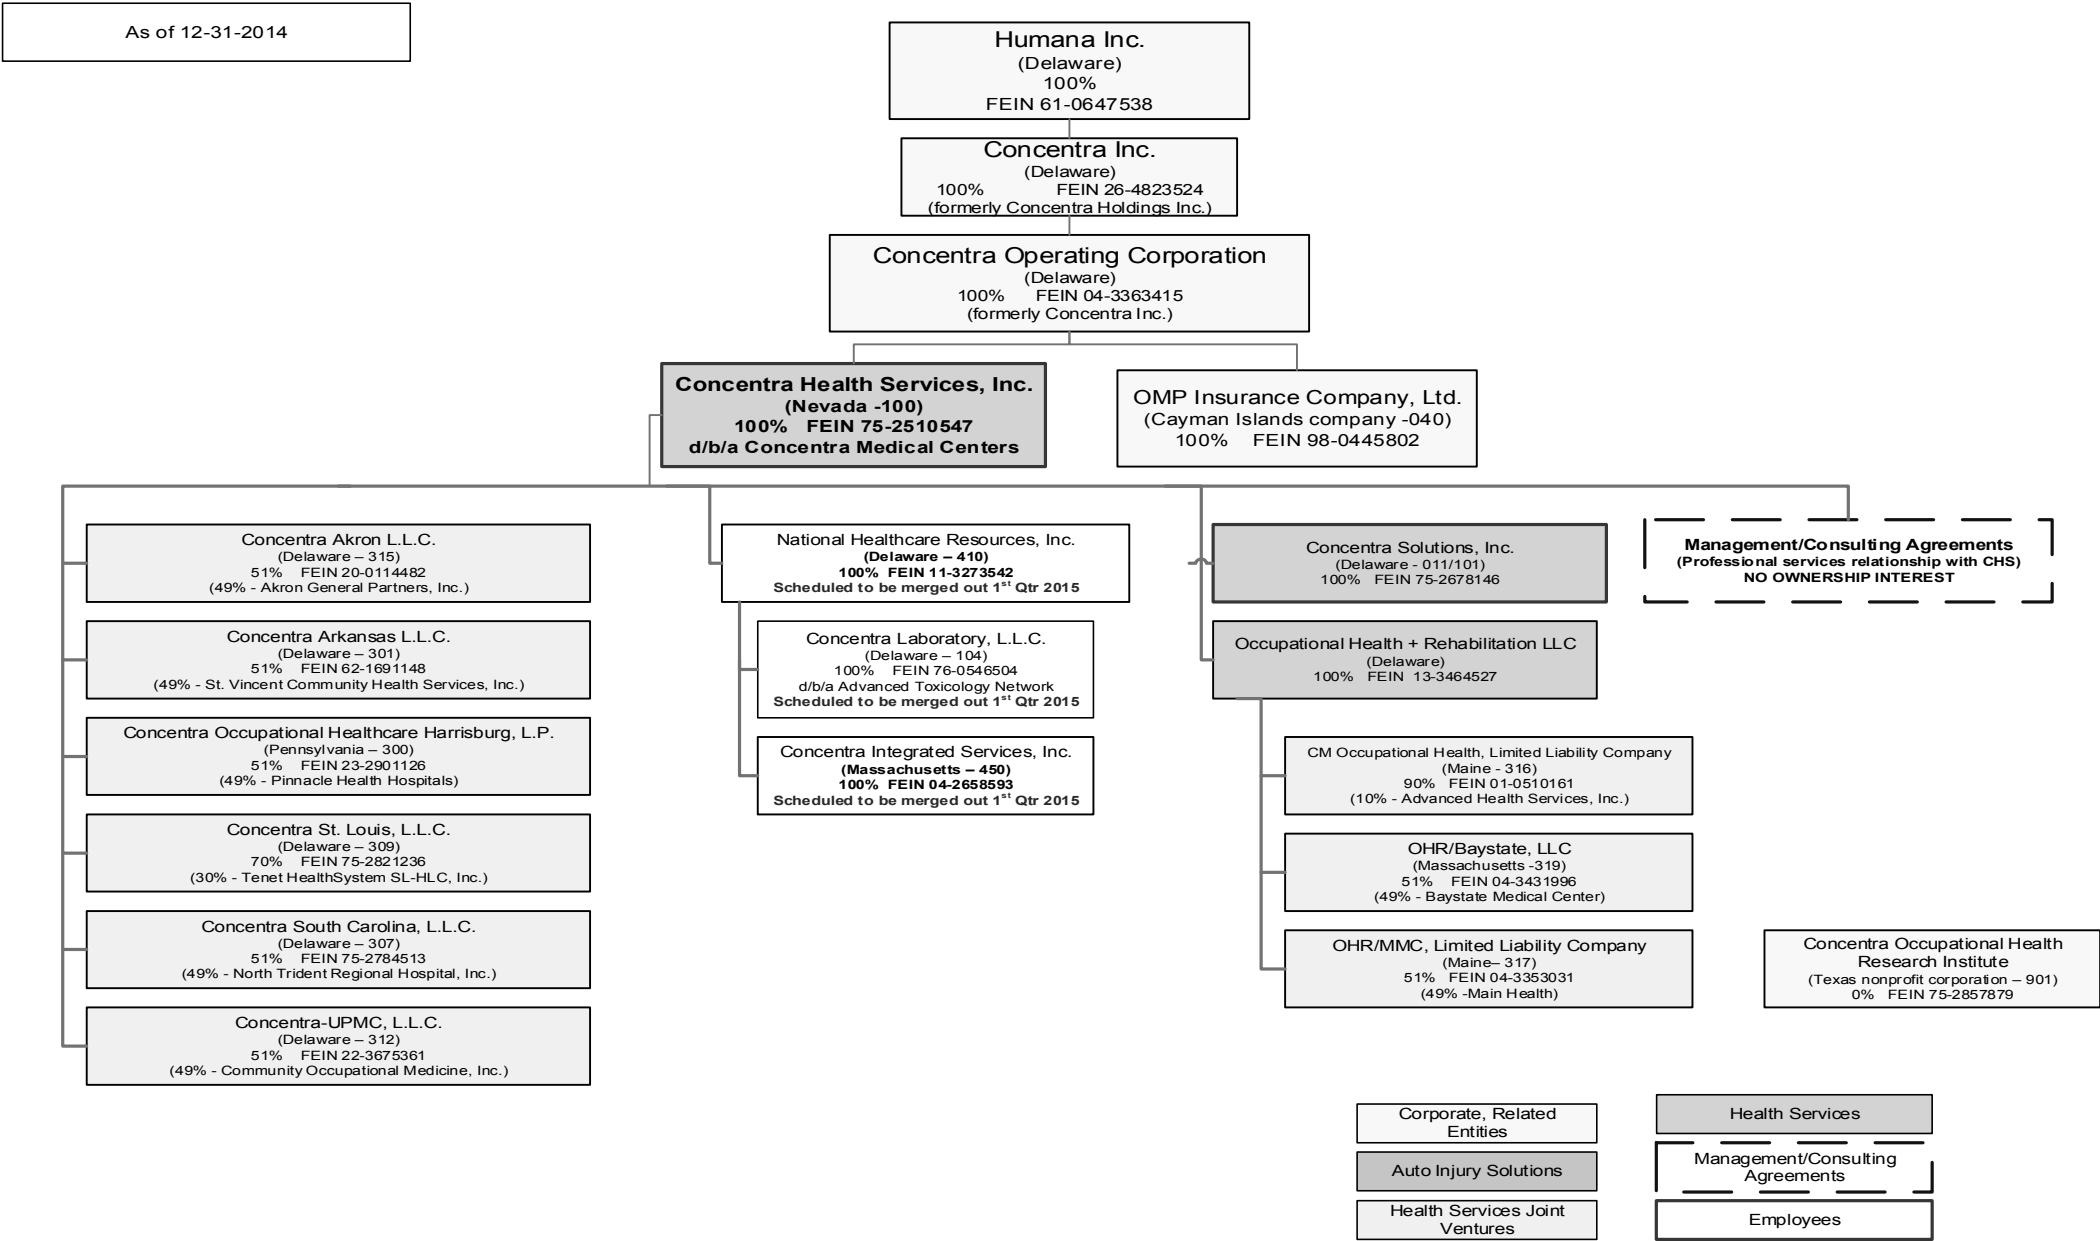 As of 12-31-2014
Humana Inc.
(Delaware)
100%
FEIN 61-0647538
Concentra Inc.
(Delaware)
100% FEIN 26-4823524
(formerly Concentra Holdings Inc.)
Concentra Operating Corporation
(Delaware)
100% FEIN 04-3363415
(formerly Concentra Inc.)
Concentra Health Services, Inc.
(Nevada -100)
100% FEIN 75-2510547
d/b/a Concentra Medical Centers
OMP Insurance Company, Ltd.
(Cayman Islands company -040)
100% FEIN 98-0445802
Concentra Akron L.L.C.
(Delaware – 315)
51% FEIN 20-0114482
(49% - Akron General Partners, Inc.)
Concentra Arkansas L.L.C.
(Delaware – 301)
51% FEIN 62-1691148
(49% - St. Vincent Community Health Services, Inc.)
Concentra Occupational Healthcare Harrisburg, L.P.
(Pennsylvania – 300)
51% FEIN 23-2901126
(49% - Pinnacle Health Hospitals)
Concentra St. Louis, L.L.C.
(Delaware – 309)
70% FEIN 75-2821236
(30% - Tenet HealthSystem SL-HLC, Inc.)
Concentra South Carolina, L.L.C.
(Delaware – 307)
51% FEIN 75-2784513
(49% - North Trident Regional Hospital, Inc.)
Concentra-UPMC, L.L.C.
(Delaware – 312)
51% FEIN 22-3675361
(49% - Community Occupational Medicine, Inc.)
National Healthcare Resources, Inc.
(Delaware – 410)
100% FEIN 11-3273542
Scheduled to be merged out 1st Qtr 2015
Concentra Laboratory, L.L.C.
(Delaware – 104)
100% FEIN 76-0546504
d/b/a Advanced Toxicology Network
Scheduled to be merged out 1st Qtr 2015
Concentra Integrated Services, Inc.
(Massachusetts – 450)
100% FEIN 04-2658593
Scheduled to be merged out 1st Qtr 2015
Concentra Solutions, Inc.
(Delaware - 011/101)
100% FEIN 75-2678146
Occupational Health + Rehabilitation LLC
(Delaware)
100% FEIN 13-3464527
CM Occupational Health, Limited Liability Company
(Maine - 316)
90% FEIN 01-0510161
(10% - Advanced Health Services, Inc.)
OHR/Baystate, LLC
(Massachusetts -319)
51% FEIN 04-3431996
(49% - Baystate Medical Center)
OHR/MMC, Limited Liability Company
(Maine– 317)
51% FEIN 04-3353031
(49% -Main Health)
Management/Consulting Agreements
(Professional services relationship with CHS)
NO OWNERSHIP INTEREST
Concentra Occupational Health
Research Institute
(Texas nonprofit corporation – 901)
0% FEIN 75-2857879
Corporate, Related
Entities
Auto Injury Solutions
Health Services Joint
Ventures
Health Services
Management/Consulting
Agreements
Employees